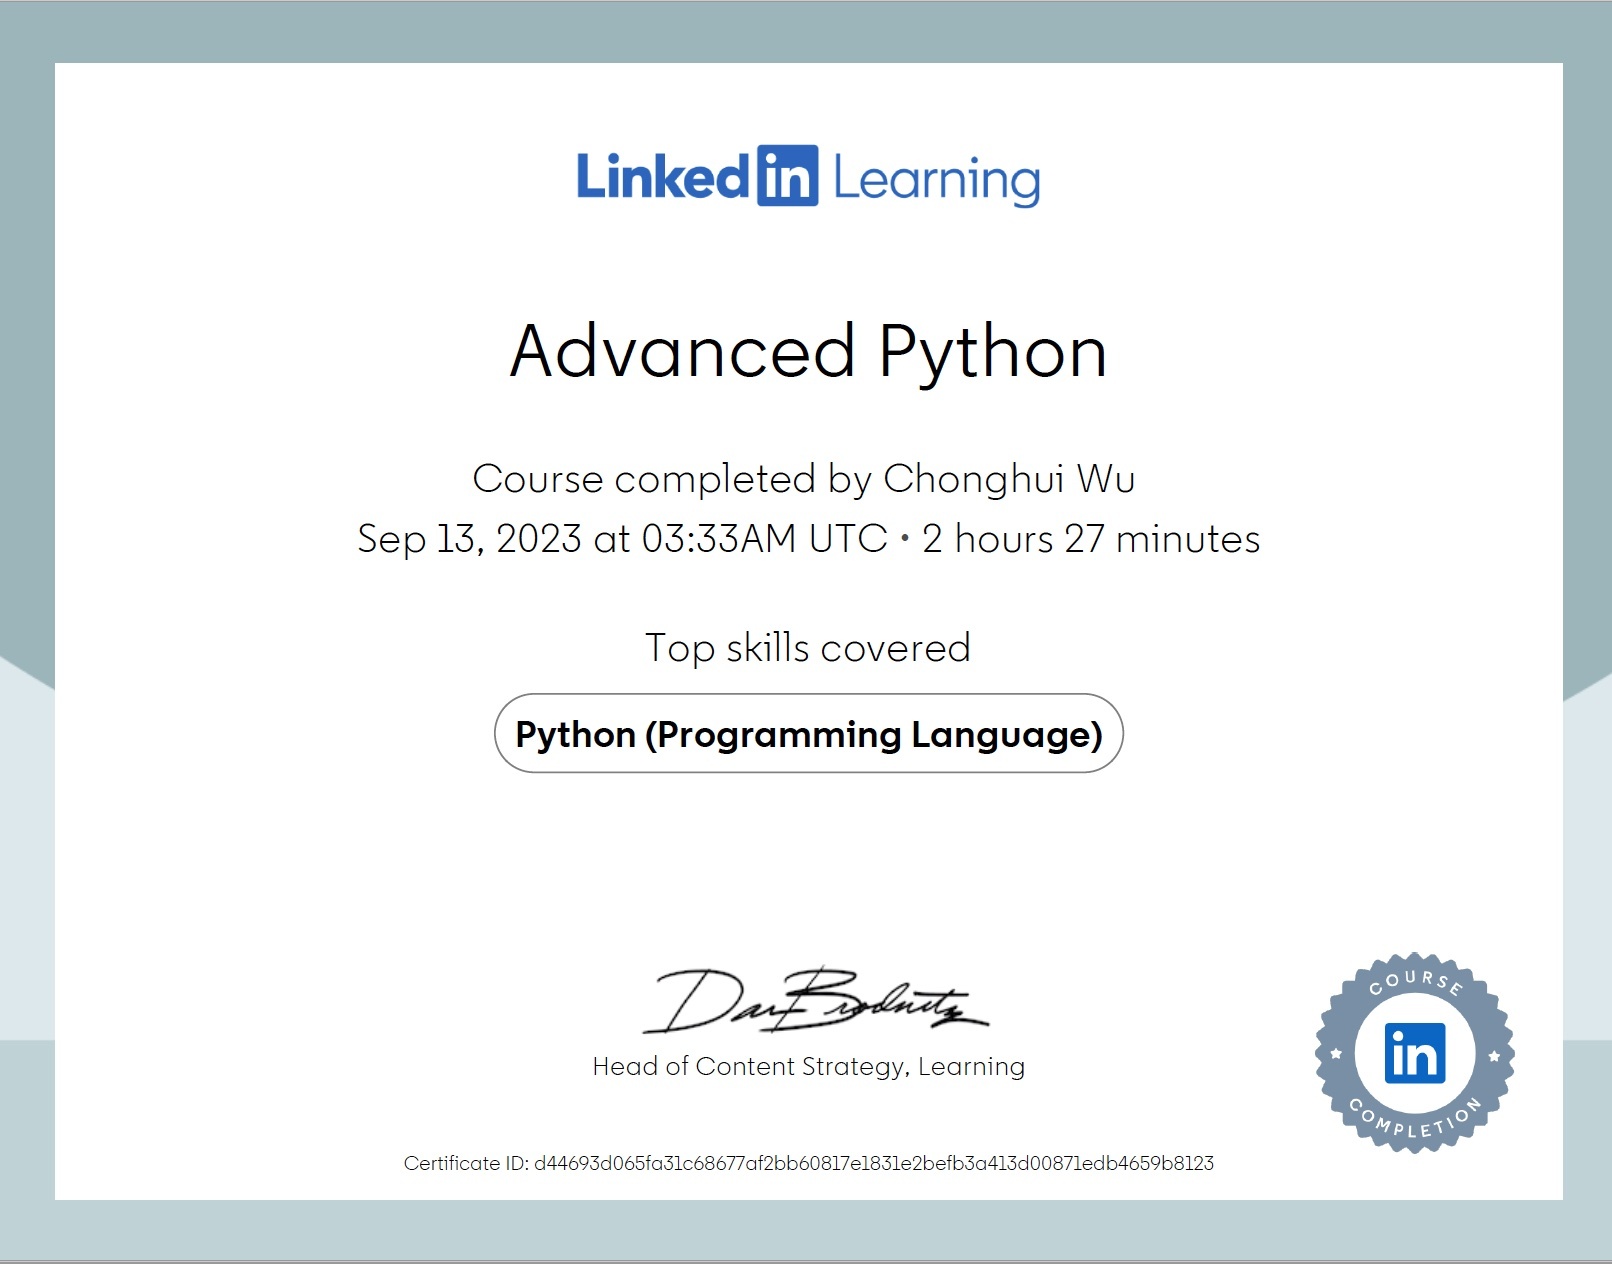 Linked in Learning
Advanced Python
Course completed by Chonghui Wu
Sep 13, 2023 at 03:33AM UTC • 2 hours 27 minutes
Top skills covered
Python (Programming Language)
Dan Brodnitz
Head of Content Strategy, Learning
COURSE
in
COMPLETION
Certificate ID: d44693d065fa31c68677af2bb60817e1831e2befb3a413d00871edb4659b8123